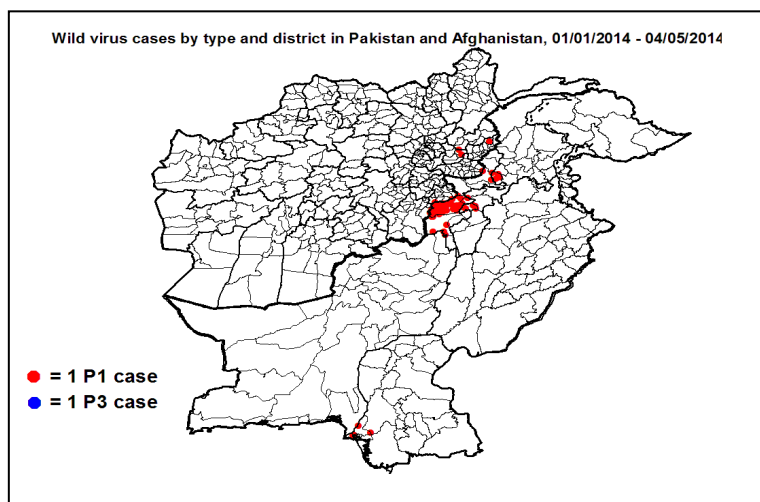 Wild virus cases by type and district in Pakistan and Afghanistan, 01/01/2014 - 04/05/2014
= 1 P1 case
= 1 P3 case